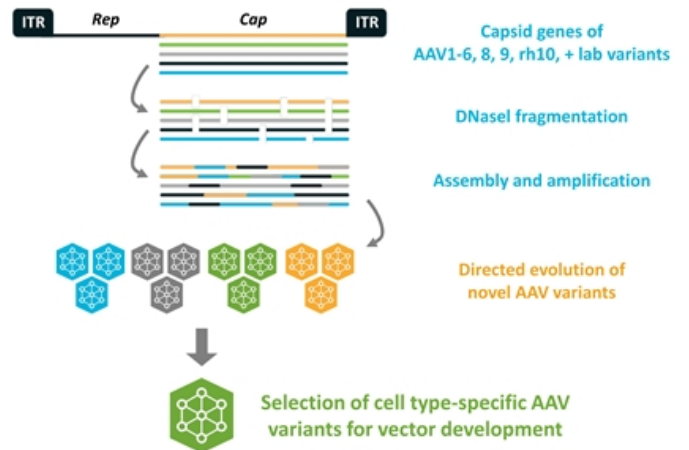 ITR Rep Cap ITR
Capsid genes of
AAV1-6, 8, 9, rh10, + lab variants
DNaseI fragmentation
Assembly and amplification
Directed evolution of
novel AAV variants
Selection of cell type-specific AAV
variants for vector development